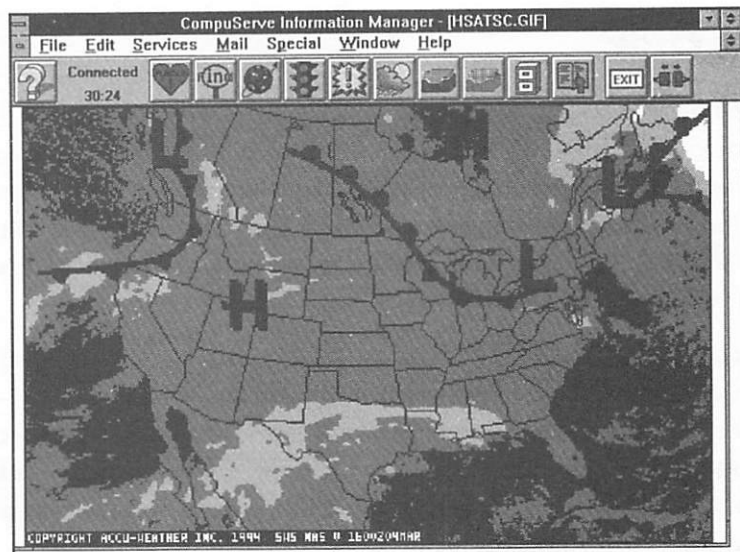 CompuServe Information Manager - [HSATSC.GIF]
File Edit Services Mail Special Window Help
Connected
30:24
FIND
EXIT
L
L
L
H
L
COPYRIGHT ACCU-WEATHER INC. 1994